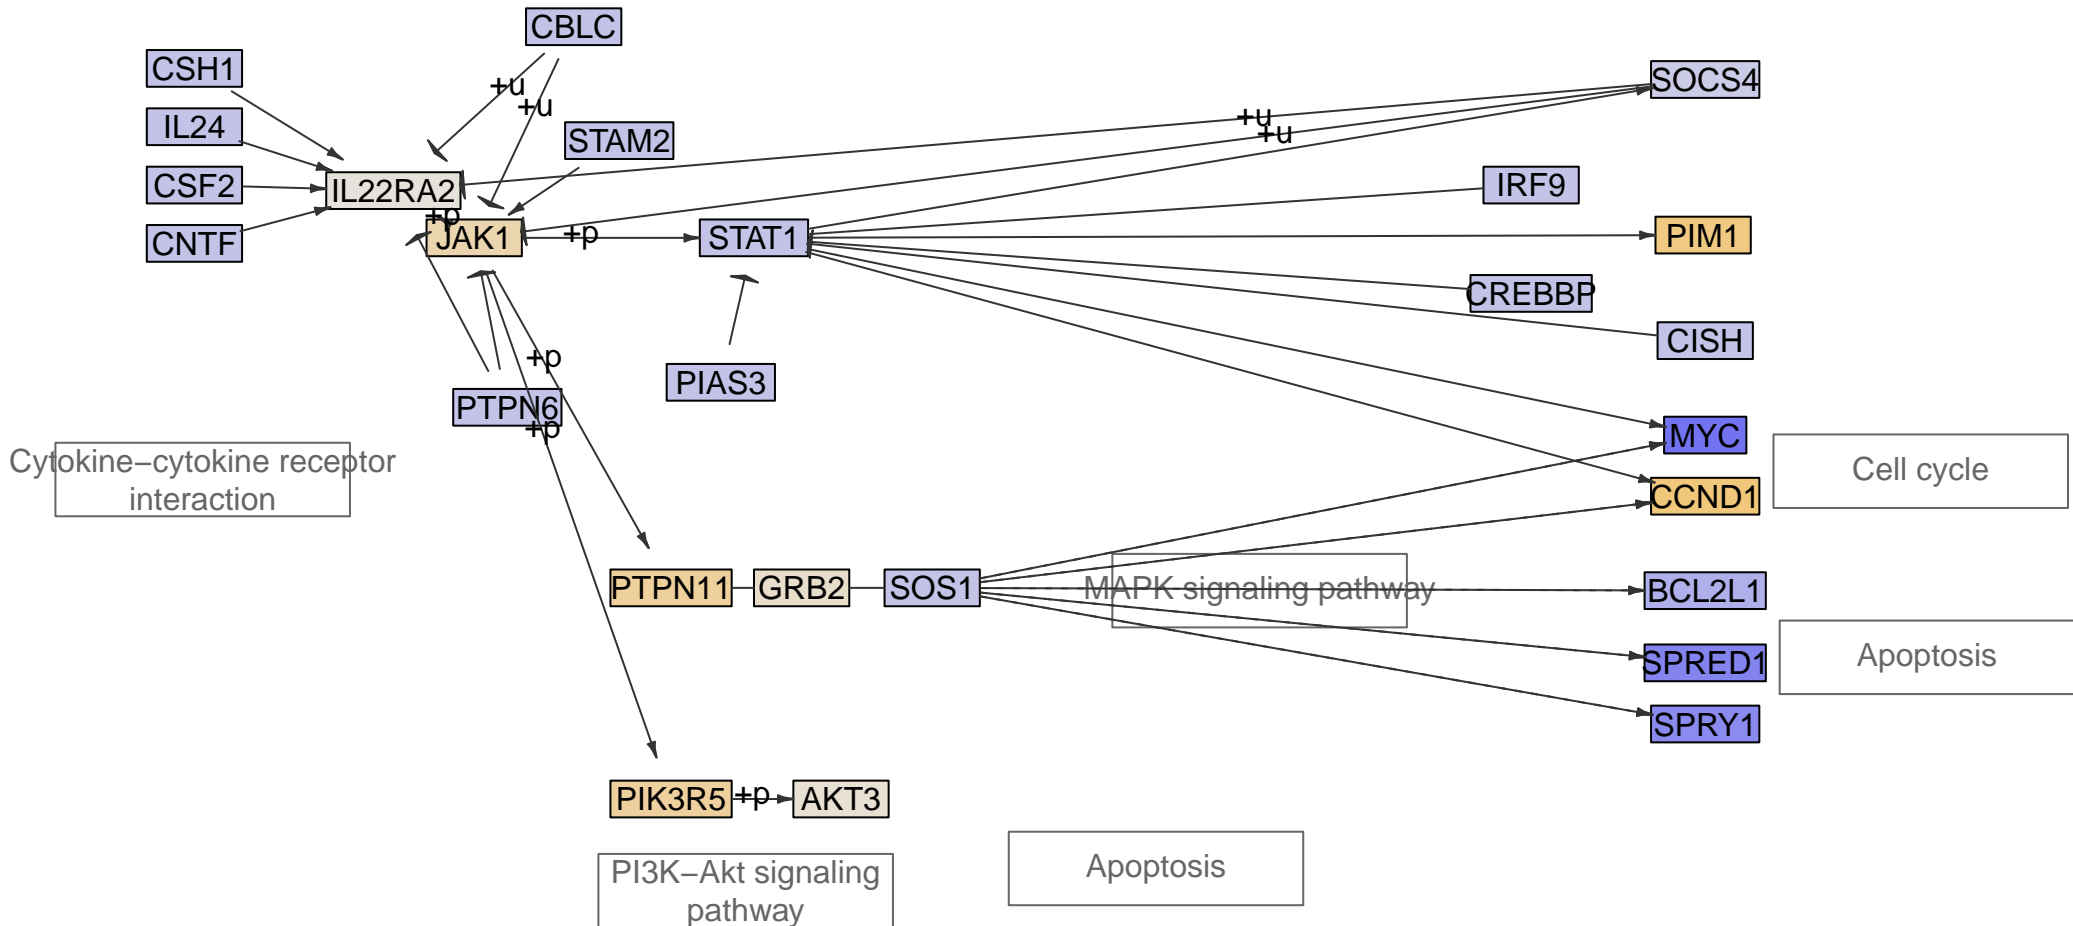 CBLC
CSH1
+u
SOCS4
+u
+u
IL24
+u
STAM2
CSF2
IL22RA2
IRF9
+p
CNTF
JAK1
+p
STAT1
PIM1
CREBBP
CISH
+p
PIAS3
PTPN6
+p
MYC
Cytokine−cytokine receptor
interaction
Cell cycle
CCND1
PTPN11
GRB2
SOS1
MAPK signaling pathway
BCL2L1
SPRED1
Apoptosis
SPRY1
PIK3R5
+p
AKT3
Apoptosis
PI3K−Akt signaling
pathway